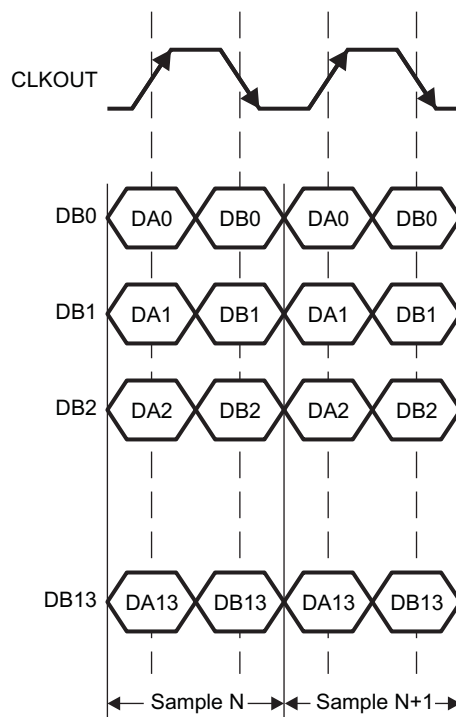 CLKOUT
DB0 DA0 DB0 DA0 DB0
DB1 DA1 DB1 DA1 DB1
DB2 DA2 DB2 DA2 DB2
DB13 DA13 DB13 DA13 DB13
Sample N Sample N+1